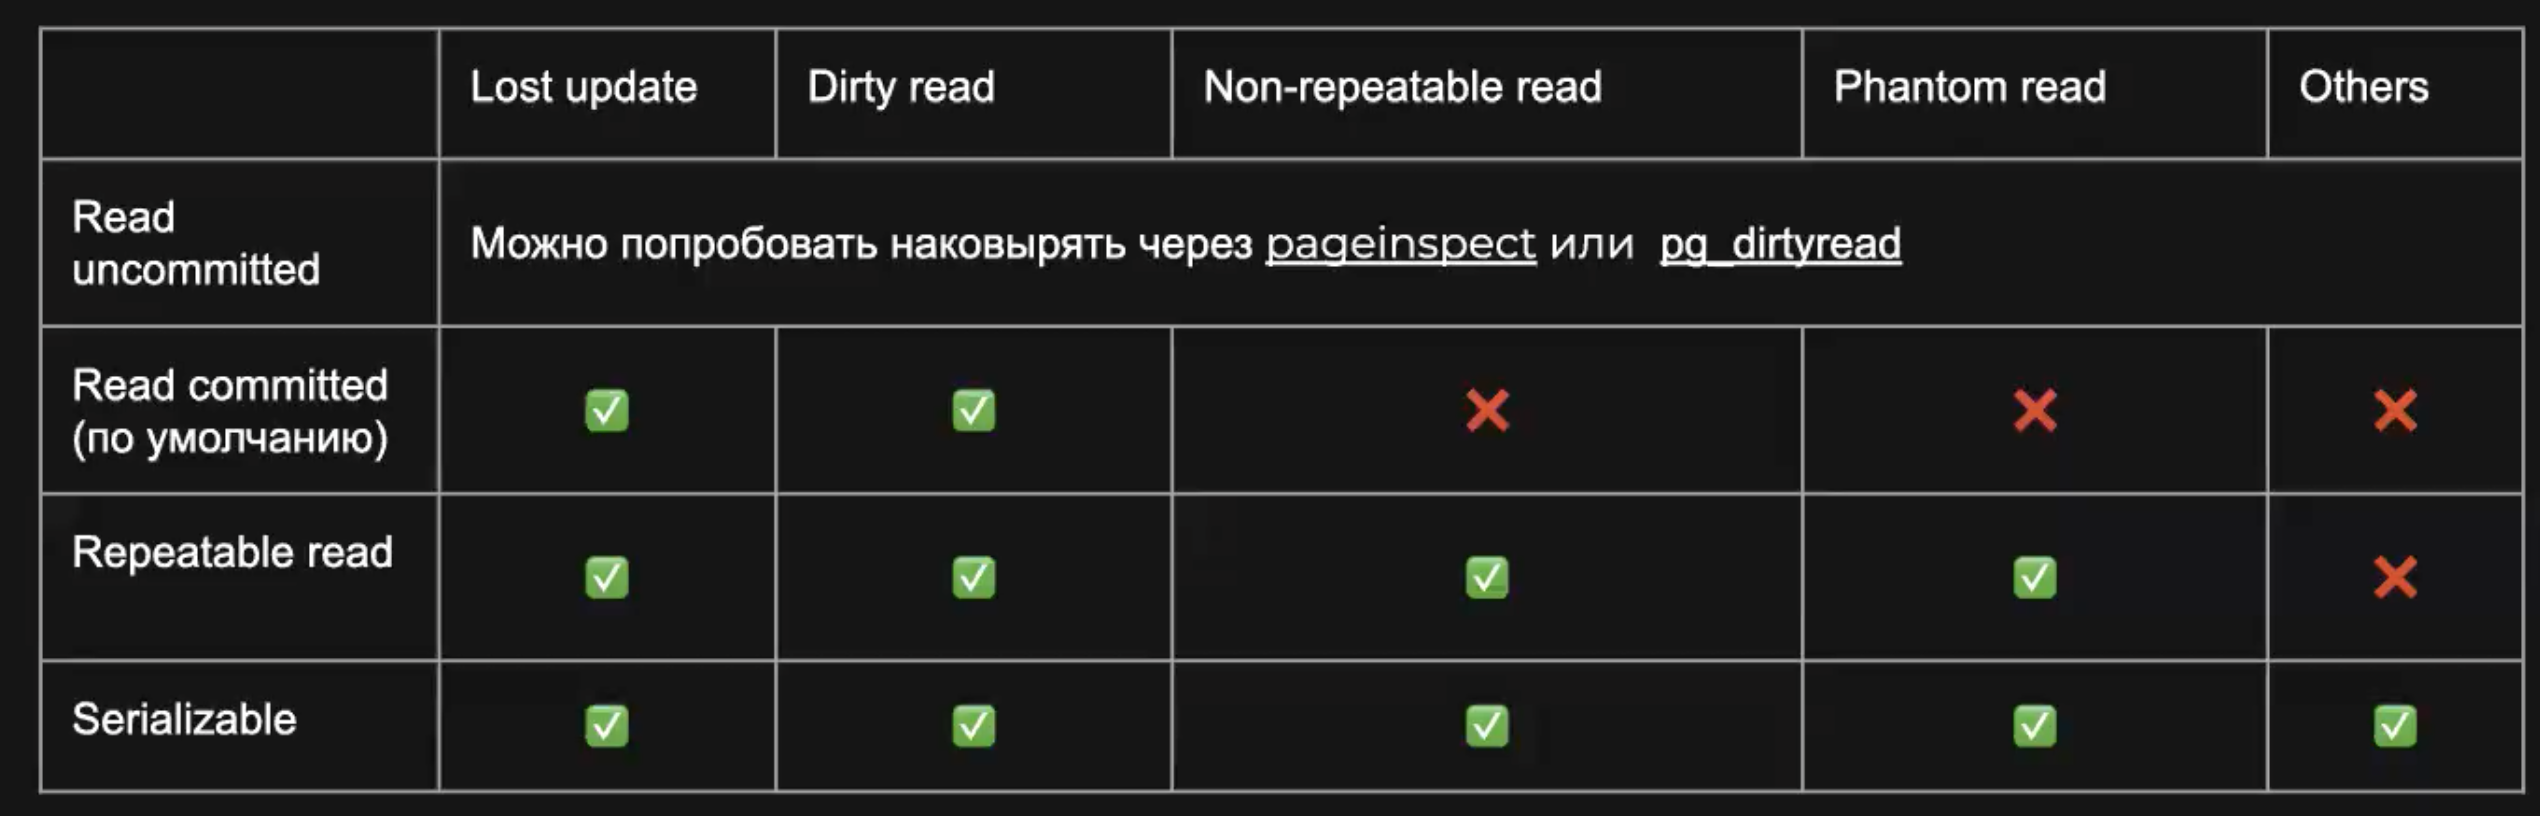 Lost update
Dirty read
Non-repeatable read
Phantom read
Others
Read
uncommitted
Можно попробовать наковырять через pageinspect или pg_dirtyread
Read committed
(по умолчанию)
✅ ✅ ❌ ❌ ❌
Repeatable read
✅ ✅ ✅ ✅ ❌
Serializable
✅ ✅ ✅ ✅ ✅